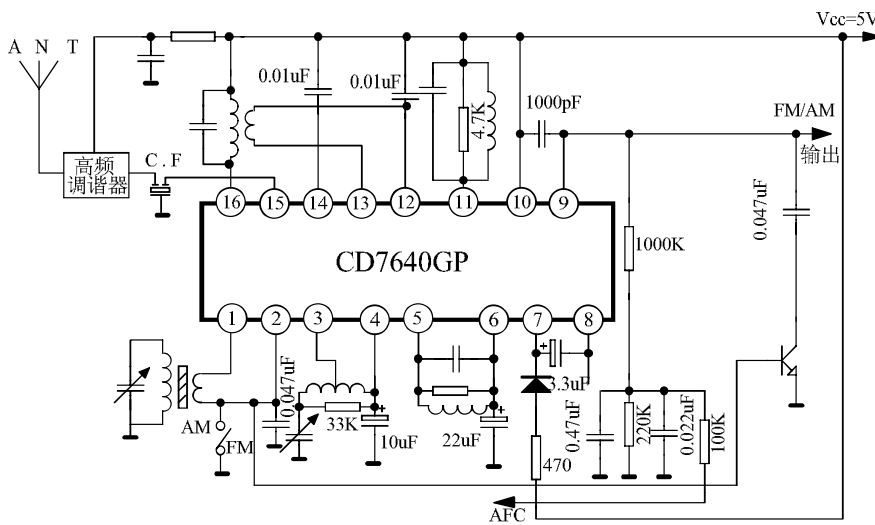 Vcc=5V
A N T
0.01uF
0.01uF
4.7K
1000pF
FM/AM
输出
高频
调谐器
C.F
16
15
14
13
12
11
10
9
0.047uF
CD7640GP
1000K
1
2
3
4
5
6
7
8
0.047uF
3.3uF
AM
FM
33K
10uF
22uF
470
0.47uF
220K
0.022uF
100K
AFC